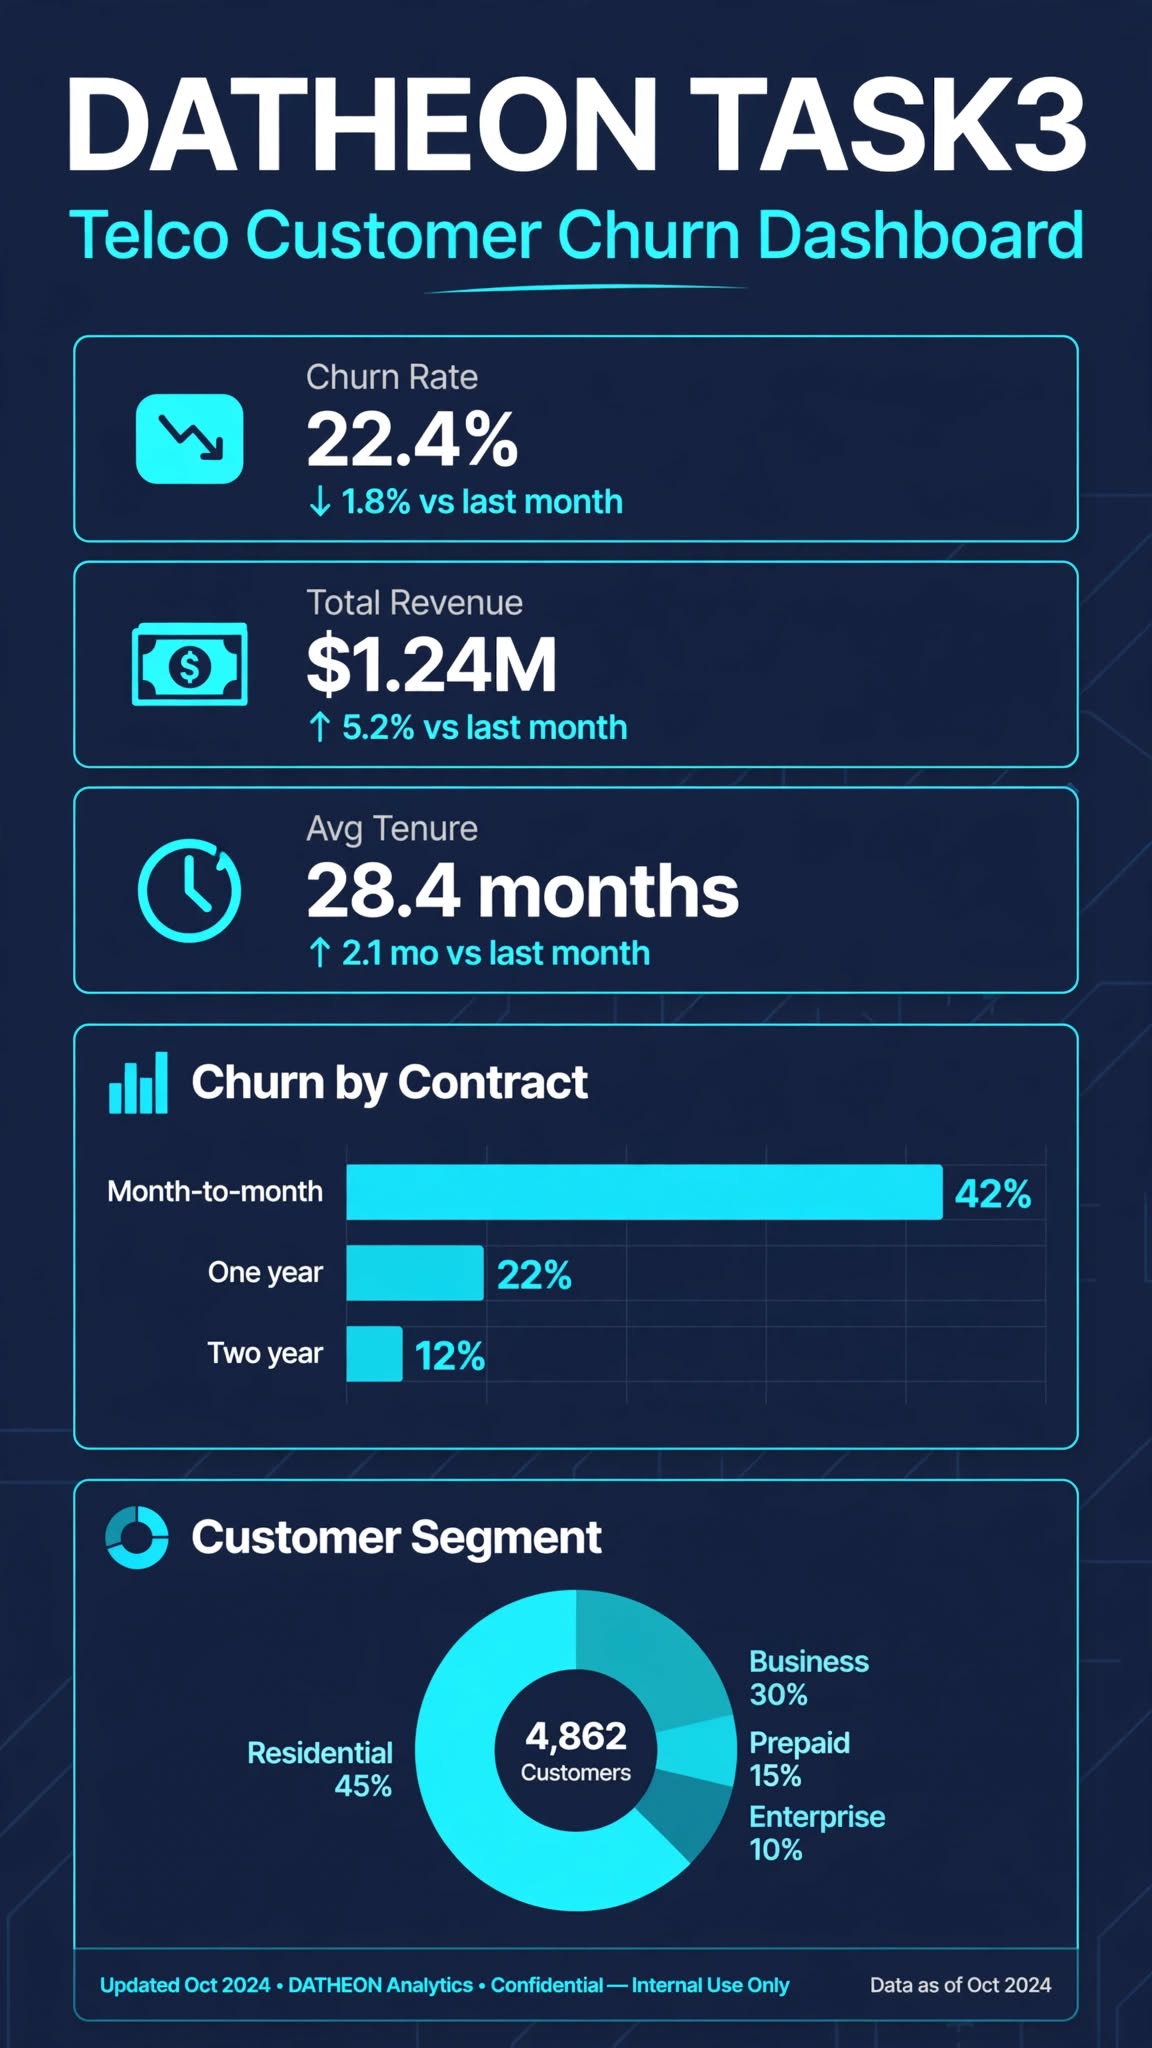 DATHEON TASK3
Telco Customer Churn Dashboard
Churn Rate
22.4%
↓ 1.8% vs last month
Total Revenue
$
$1.24M
↑ 5.2% vs last month
Avg Tenure
28.4 months
↑ 2.1 mo vs last month
Churn by Contract
Month-to-month 42%
One year 22%
Two year 12%
Customer Segment
Business
30%
4,862
Customers
Prepaid
15%
Residential
45%
Enterprise
10%
Updated Oct 2024 • DATHEON Analytics • Confidential — Internal Use Only Data as of Oct 2024